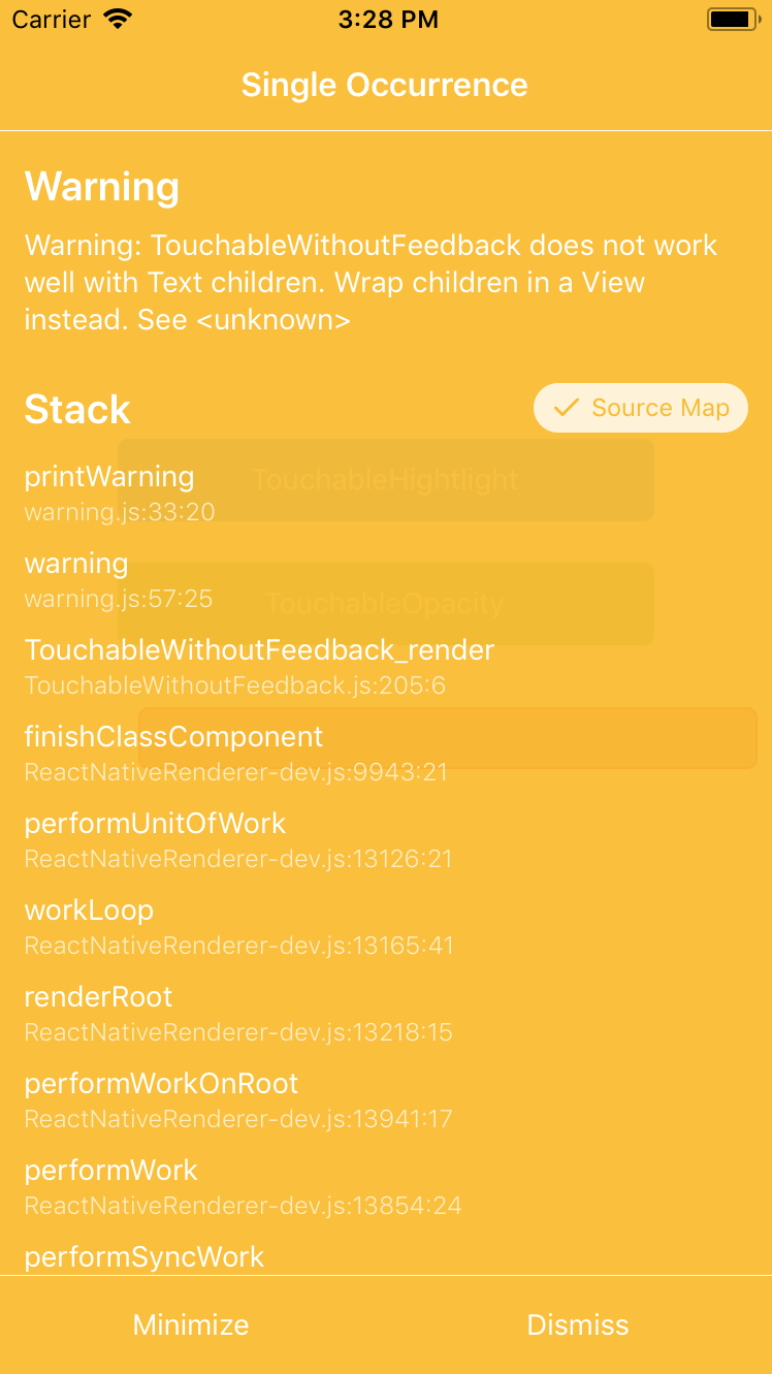 Carrier 3:28 PM
Single Occurrence
Warning
Warning: TouchableWithoutFeedback does not work
well with Text children. Wrap children in a View
instead. See <unknown>
Stack
Source Map
printWarning
TouchableHightlight
warning.js:33:20
warning
warning.js:57:25
TouchableOpacity
TouchableWithoutFeedback_render
TouchableWithoutFeedback.js:205:6
finishClassComponent
ReactNativeRenderer-dev.js:9943:21
performUnitOfWork
ReactNativeRenderer-dev.js:13126:21
workLoop
ReactNativeRenderer-dev.js:13165:41
renderRoot
ReactNativeRenderer-dev.js:13218:15
performWorkOnRoot
ReactNativeRenderer-dev.js:13941:17
performWork
ReactNativeRenderer-dev.js:13854:24
performSyncWork
Minimize Dismiss